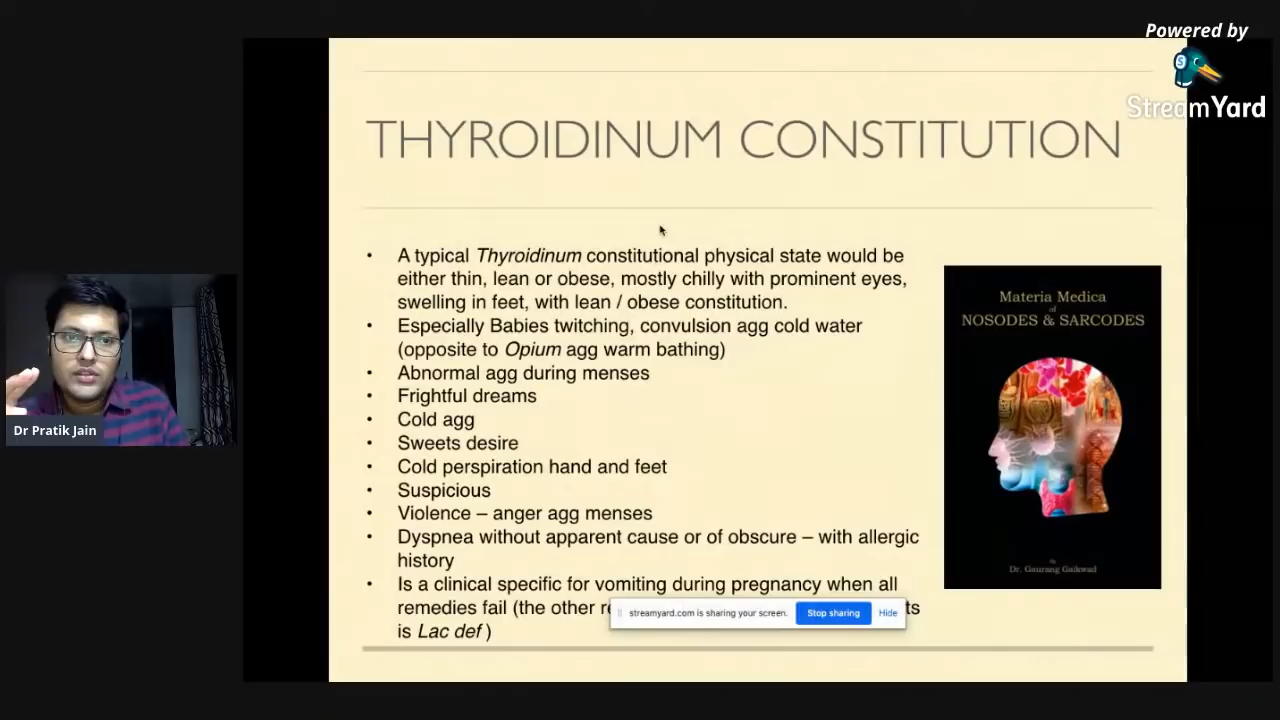 Powered by
StreamYard
THYROIDINUM CONSTITUTION
• A typical Thyroidinum constitutional physical state would be
either thin, lean or obese, mostly chilly with prominent eyes,
swelling in feet, with lean / obese constitution.
• Especially Babies twitching, convulsion agg cold water
(opposite to Opium agg warm bathing)
• Abnormal agg during menses
• Frightful dreams
• Cold agg
• Sweets desire
• Cold perspiration hand and feet
• Suspicious
• Violence – anger agg menses
• Dyspnea without apparent cause or of obscure – with allergic
history
• Is a clinical specific for vomiting during pregnancy when all
remedies fail (the other
is Lac def )
Materia Medica
of
NOSODES & SARCODES
By
Dr. Gaurang Gaikwad
streamyard.com is sharing your screen.
Stop sharing
Hide
Dr Pratik Jain